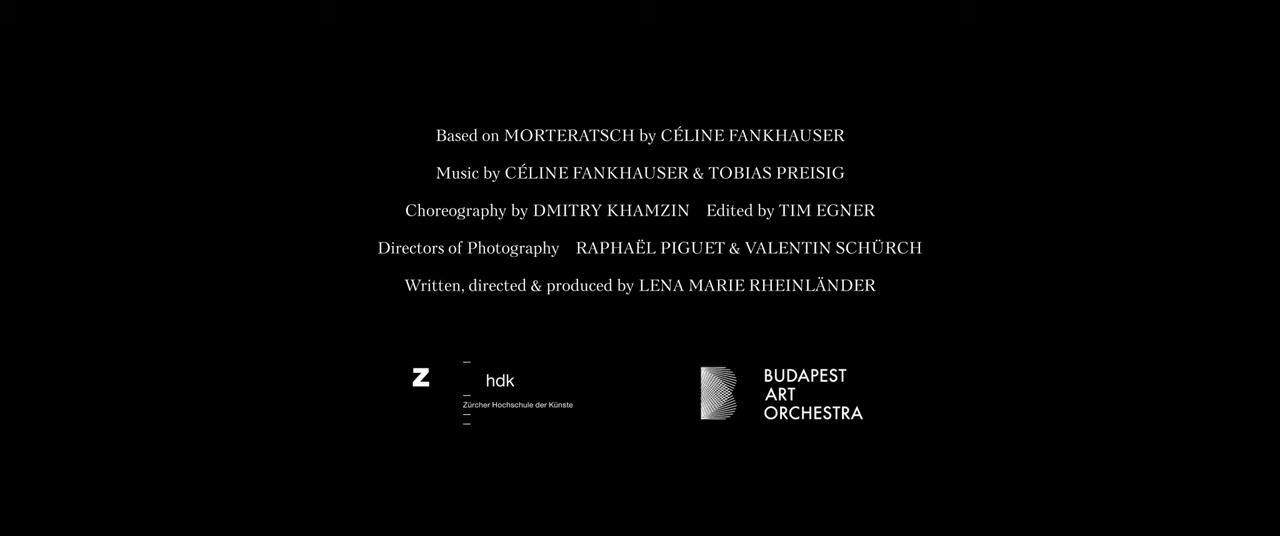 Based on MORTERATSCH by CÉLINE FANKHAUSER
Music by CÉLINE FANKHAUSER & TOBIAS PREISIG
Choreography by DMITRY KHAMZIN Edited by TIM EGNER
Directors of Photography RAPHAËL PIGUET & VALENTIN SCHÜRCH
Written, directed & produced by LENA MARIE RHEINLÄNDER
Z hdk
Zürcher Hochschule der Künste
BUDAPEST
ART
ORCHESTRA